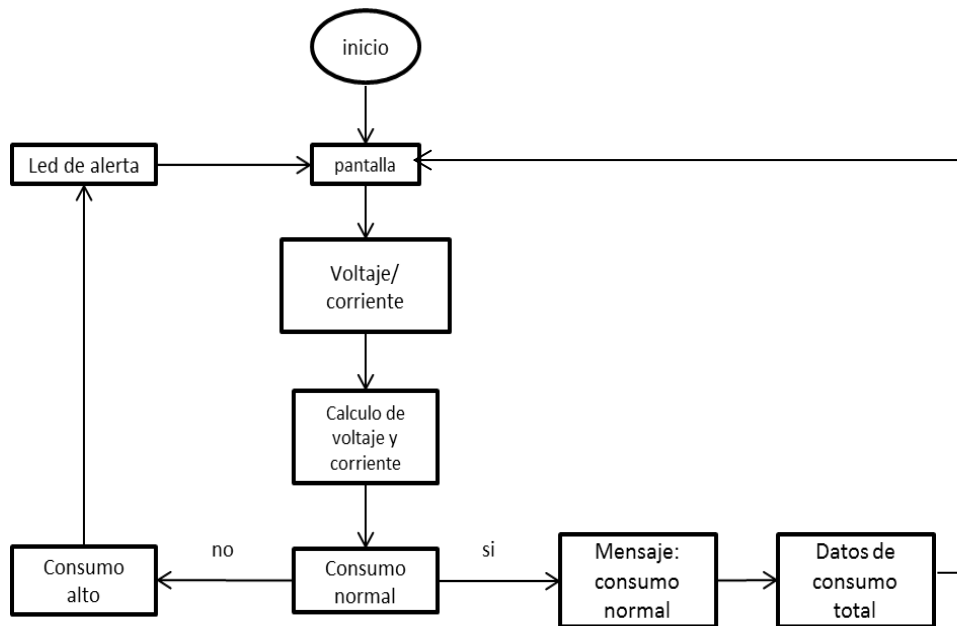 inicio
Led de alerta
pantalla
Voltaje/
corriente
Calculo de
voltaje y
corriente
Consumo
alto
no
Consumo
normal
si
Mensaje:
consumo
normal
Datos de
consumo
total